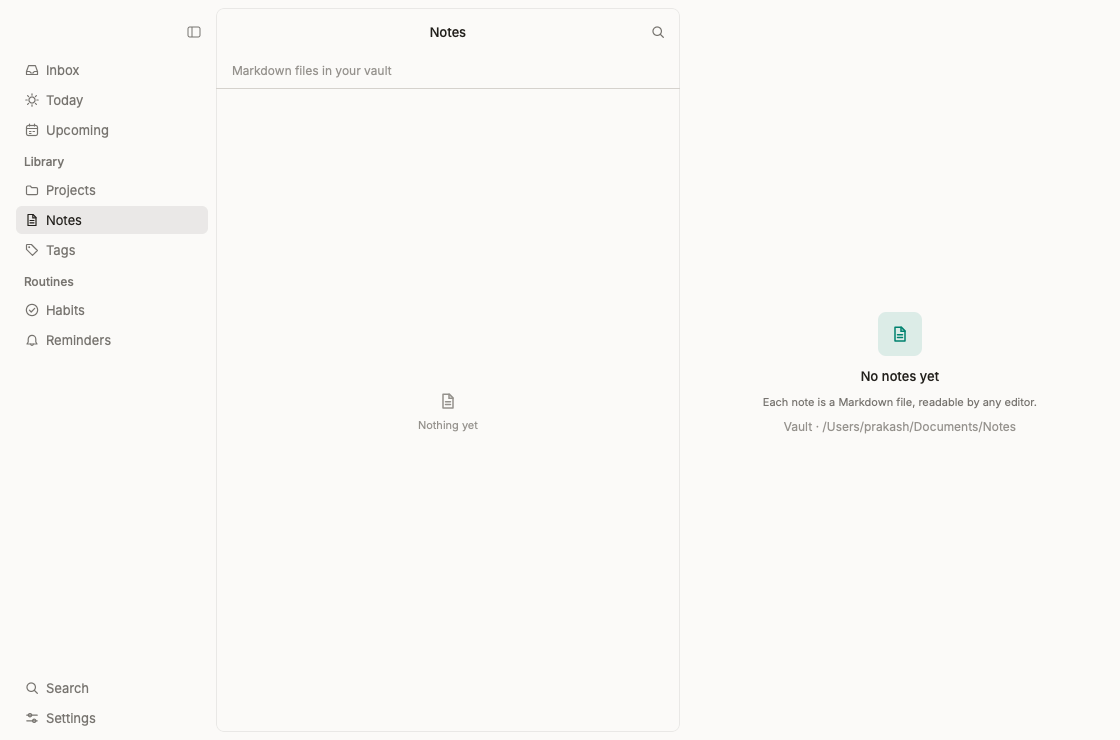 Inbox
Today
Upcoming
Library
Projects
Notes
Tags
Routines
Habits
Reminders
Search
Settings
Notes
Markdown files in your vault
Nothing yet
No notes yet
Each note is a Markdown file, readable by any editor.
Vault · /Users/prakash/Documents/Notes